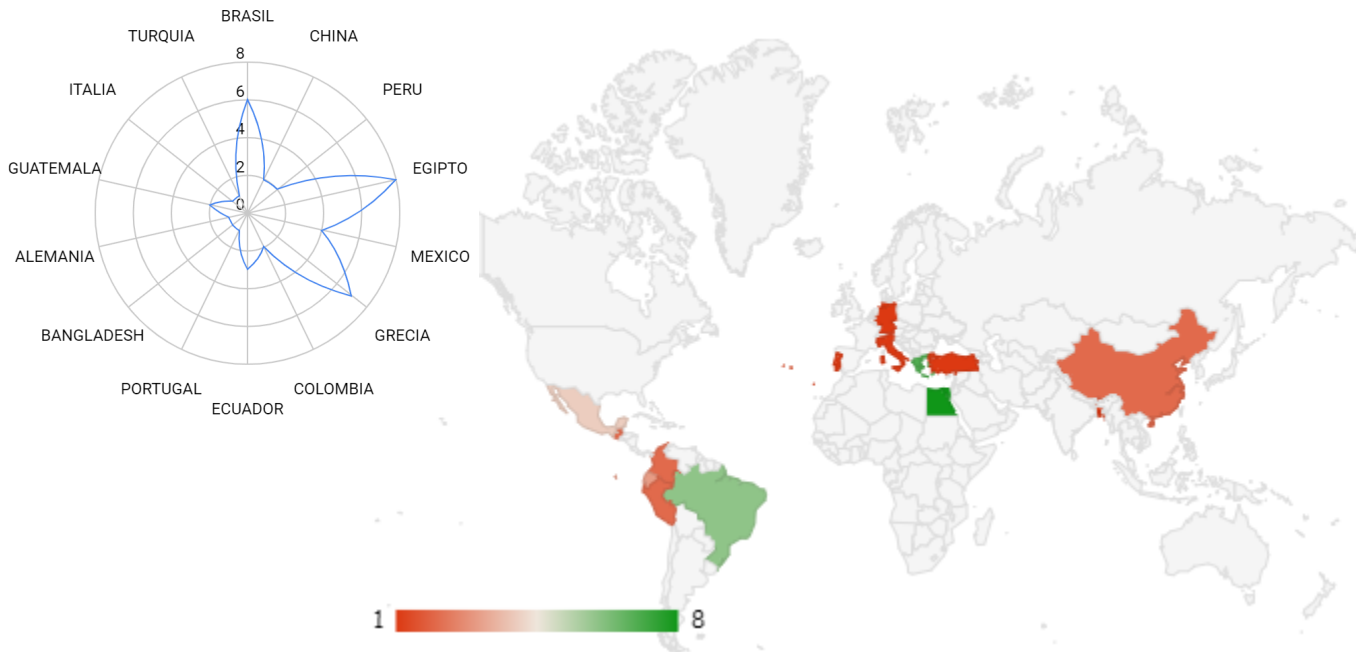 BRASIL
TURQUIA
CHINA
8
ITALIA
PERU
6
4
GUATEMALA
EGIPTO
2
0
ALEMANIA
MEXICO
BANGLADESH
GRECIA
PORTUGAL
COLOMBIA
ECUADOR
1
8